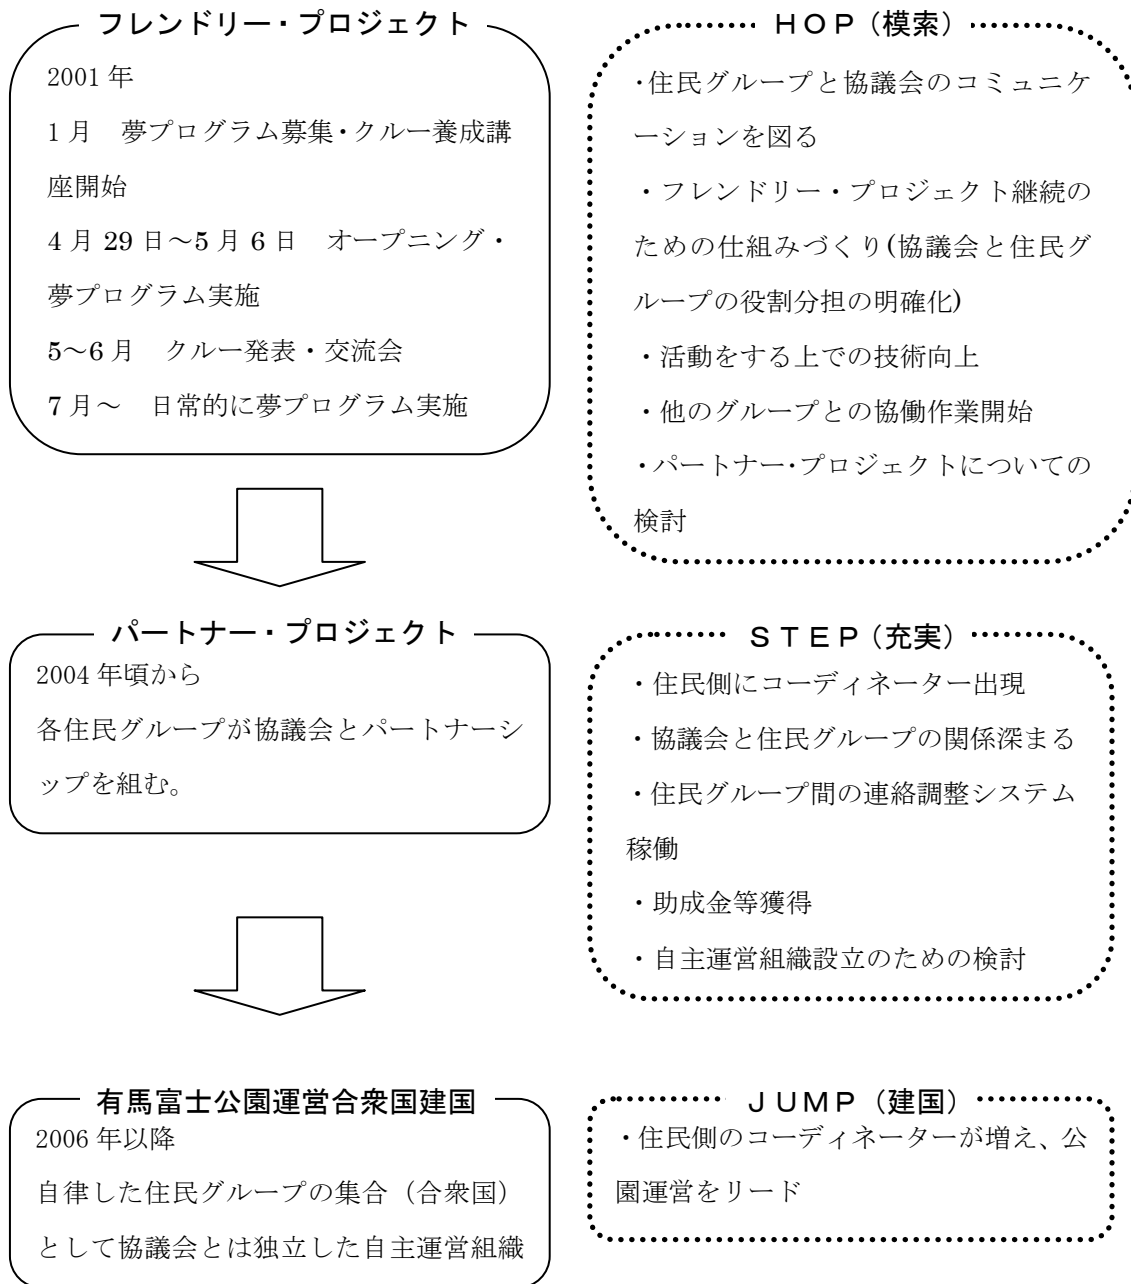 フレンドリー・プロジェクト
2001 年
1 月　夢プログラム募集・クルー養成講
座開始
4 月 29 日～5 月 6 日　オープニング・
夢プログラム実施
5～6 月　クルー発表・交流会
7 月～　日常的に夢プログラム実施
ＨＯＰ（模索）
・住民グループと協議会のコミュニケ
ーションを図る
・フレンドリー・プロジェクト継続の
ための仕組みづくり(協議会と住民グ
ループの役割分担の明確化)
・活動をする上での技術向上
・他のグループとの協働作業開始
・パートナー・プロジェクトについての
検討
パートナー・プロジェクト
2004 年頃から
各住民グループが協議会とパートナーシ
ップを組む。
ＳＴＥＰ（充実）
・住民側にコーディネーター出現
・協議会と住民グループの関係深まる
・住民グループ間の連絡調整システム
稼働
・助成金等獲得
・自主運営組織設立のための検討
有馬富士公園運営合衆国建国
2006 年以降
自律した住民グループの集合（合衆国）
として協議会とは独立した自主運営組織
ＪＵＭＰ（建国）
・住民側のコーディネーターが増え、公
園運営をリード